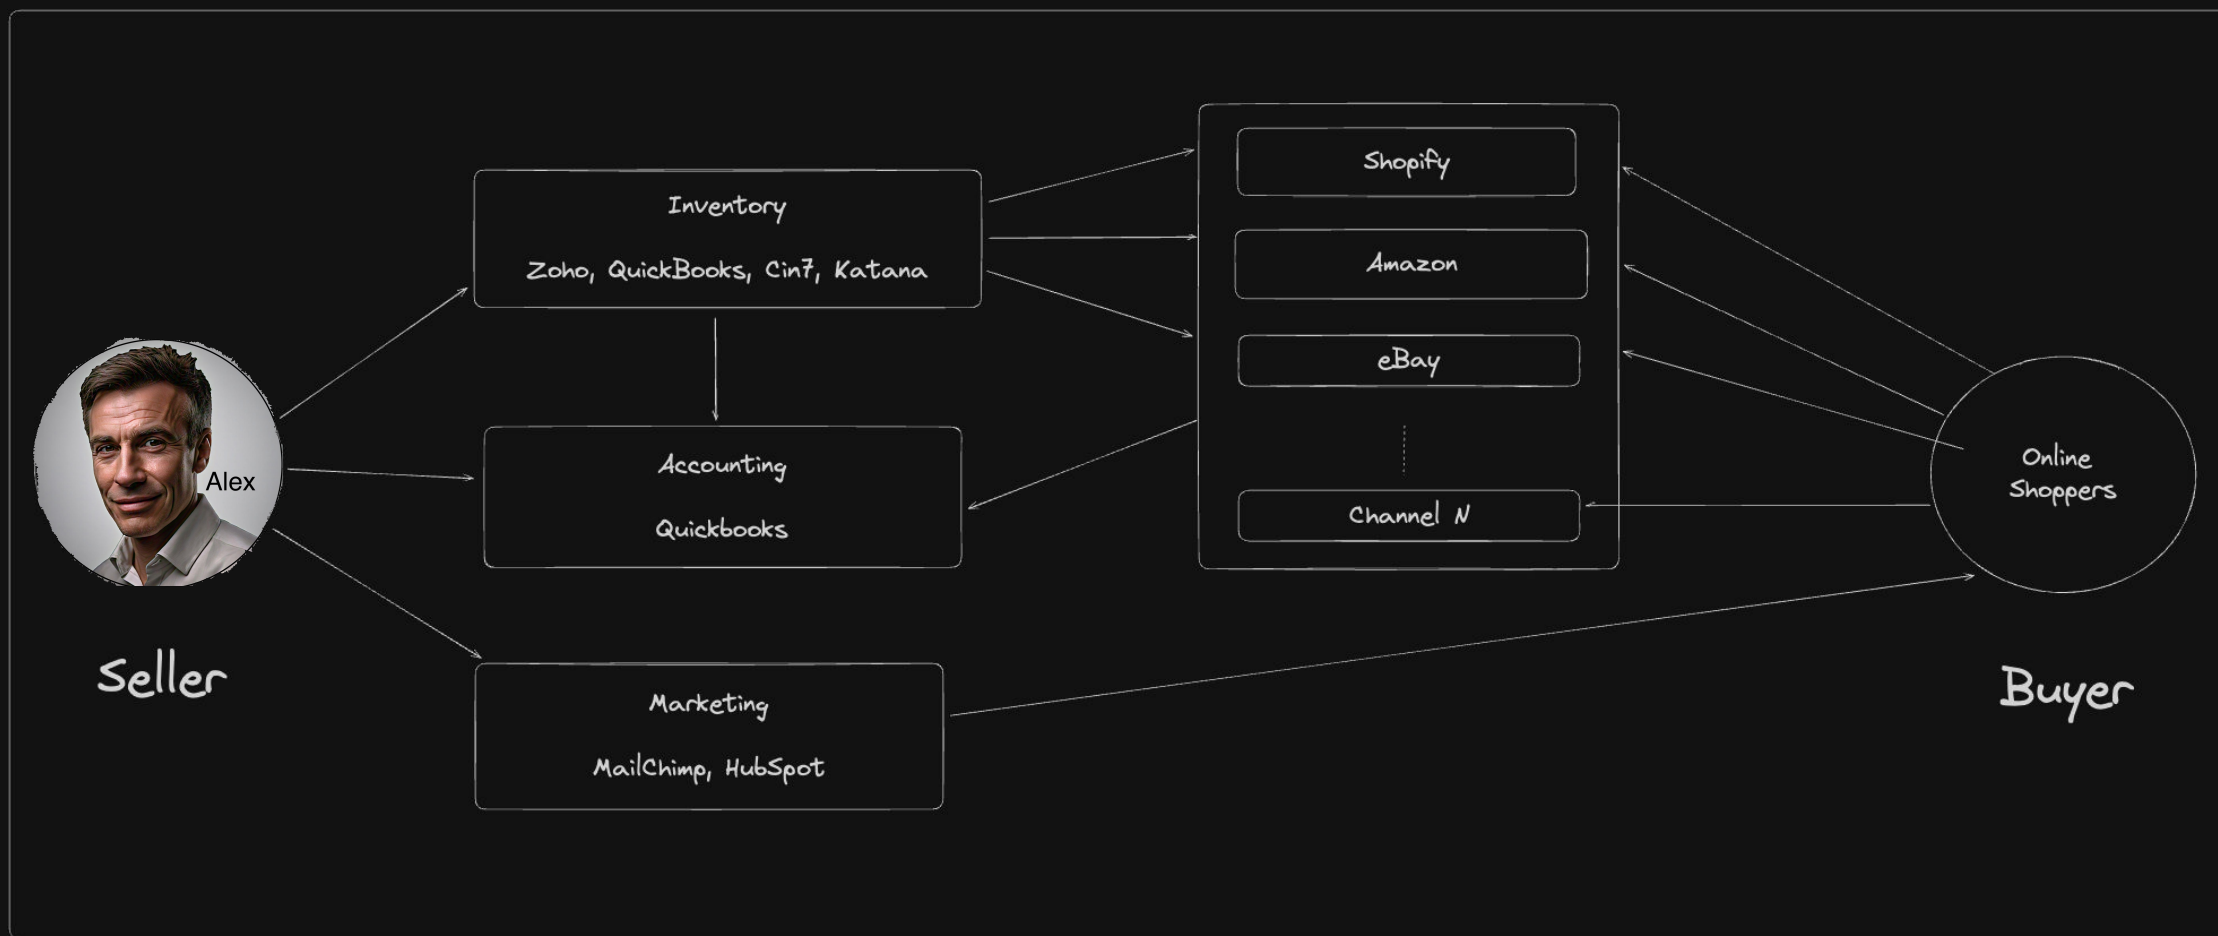 Alex
Seller
Inventory
Zoho, QuickBooks, Cin7, Katana
Accounting
Quickbooks
Marketing
MailChimp, HubSpot
Shopify
Amazon
eBay
Channel N
Online
Shoppers
Buyer